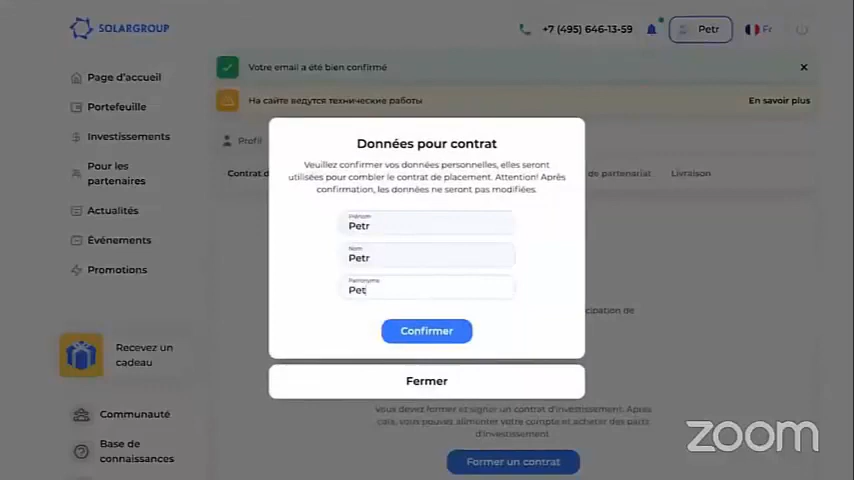 SOLARGROUP
+7 (495) 646-13-59
Petr
Fr
Page d'accueil
Portefeuille
Investissements
Pour les
partenaires
Actualités
Événements
Promotions
Recevez un
cadeau
Communauté
Base de
connaissances
Votre email a été bien confirmé
На сайте ведутся технические работы
En savoir plus
Profil
Contrat d
de partenariat
Livraison
Données pour contrat
Veuillez confirmer vos données personnelles, elles seront
utilisées pour combler le contrat de placement. Attention! Après
confirmation, les données ne seront pas modifiées.
Prénom
Petr
Nom
Petr
Patronyme
Pet
Confirmer
Fermer
cipation de
Vous devez former et signer un contrat d'investissement. Après
cela, vous pouvez alimenter votre compte et acheter des parts
d'investissement
Former un contrat
zoom